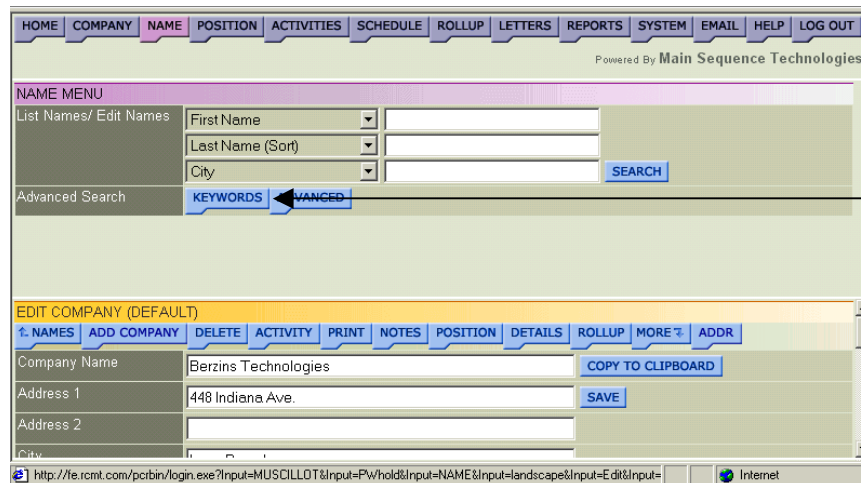 HOME COMPANY NAME POSITION ACTIVITIES SCHEDULE ROLLUP LETTERS REPORTS SYSTEM EMAIL HELP LOG OUT
Powered By Main Sequence Technologies
NAME MENU
List Names/ Edit Names First Name
Last Name (Sort)
City SEARCH
Advanced Search KEYWORDS ADVANCED
EDIT COMPANY (DEFAULT)
NAMES ADD COMPANY DELETE ACTIVITY PRINT NOTES POSITION DETAILS ROLLUP MORE ADDR
Company Name Berzins Technologies COPY TO CLIPBOARD
Address 1 448 Indiana Ave. SAVE
Address 2
City
http://fe.rcmt.com/pcrbin/login.exe?Input=MUSCILLOT&Input=PWhold&Input=NAME&Input=landscape&Input=Edit&Input= Internet